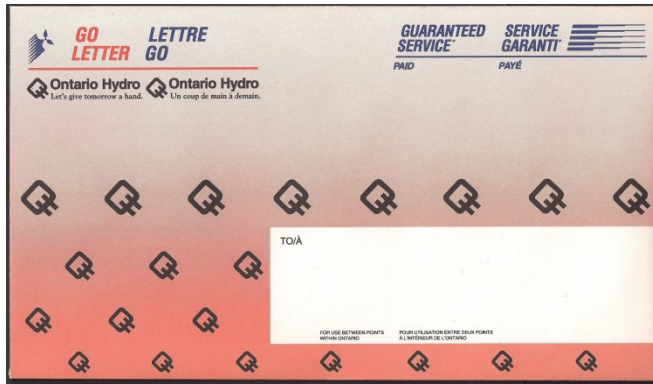 GO
LETTER
LETTRE
GO
GUARANTEED
SERVICE*
SERVICE
GARANTI*
PAID
PAYÉ
Ontario Hydro
Let's give tomorrow a hand.
Ontario Hydro
Un coup de main à demain.
TO/À
FOR USE BETWEEN POINTS
WITHIN ONTARIO
POUR UTILISATION ENTRE DEUX POINTS
À L'INTÉRIEUR DE L'ONTARIO